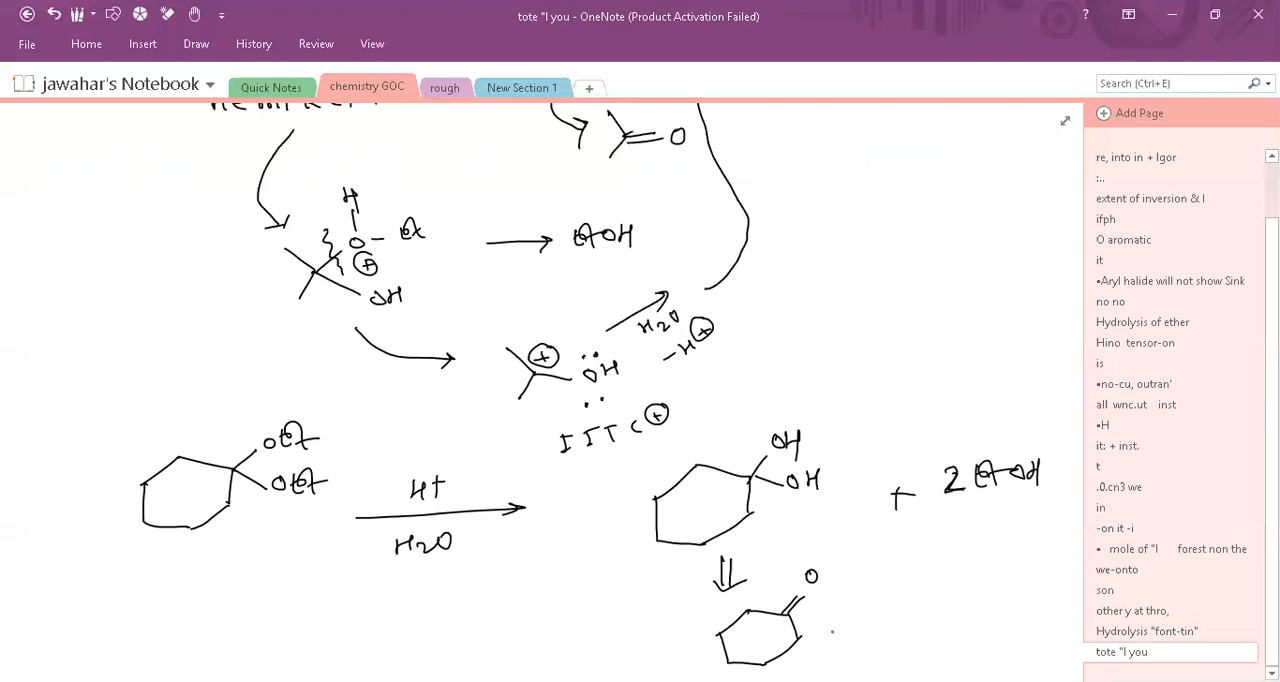 tote "I you - OneNote (Product Activation Failed)
File Home Insert Draw History Review View
jawahar's Notebook
Quick Notes
chemistry GOC
rough
New Section 1
Search (Ctrl+E)
Add Page
re, into in + Igor
:..
extent of inversion & I
ifph
O aromatic
it
•Aryl halide will not show Sink
no no
Hydrolysis of ether
Hino tensor-on
is
•no-cu, outran'
all wnc.ut inst
•H
it: + inst.
t
.0.cn3 we
in
-on it -i
• mole of "I forest non the
we-onto
son
other y at thro,
Hydrolysis "font-tin"
tote "I you
O
H
O - Et
⊕
EtOH
OH
H2O
-H⊕
⊕
OH
IIT C⊕
OEt
OEt
H+
H2O
OH
OH
+ 2 EtOH
O